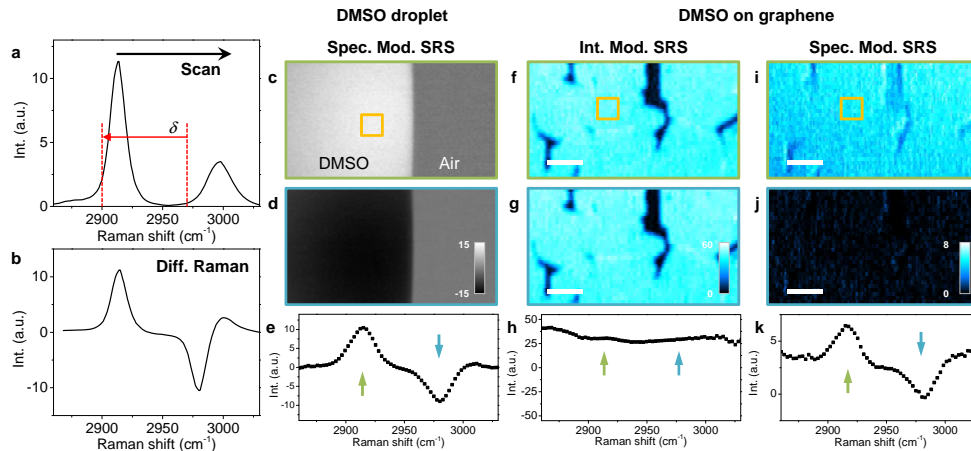 DMSO droplet
DMSO on graphene
Spec. Mod. SRS
Int. Mod. SRS
Spec. Mod. SRS
a
Scan
δ
10
5
0
Int. (a.u.)
2900
2950
3000
Raman shift (cm⁻¹)
b
Diff. Raman
10
0
-10
Int. (a.u.)
2900
2950
3000
Raman shift (cm⁻¹)
c
DMSO
Air
d
15
-15
e
10
5
0
-5
-10
Int. (a.u.)
2900
2950
3000
Raman shift (cm⁻¹)
f
g
60
0
h
50
25
0
-25
-50
Int. (a.u.)
2900
2950
3000
Raman shift (cm⁻¹)
i
j
8
0
k
5
0
Int. (a.u.)
2900
2950
3000
Raman shift (cm⁻¹)